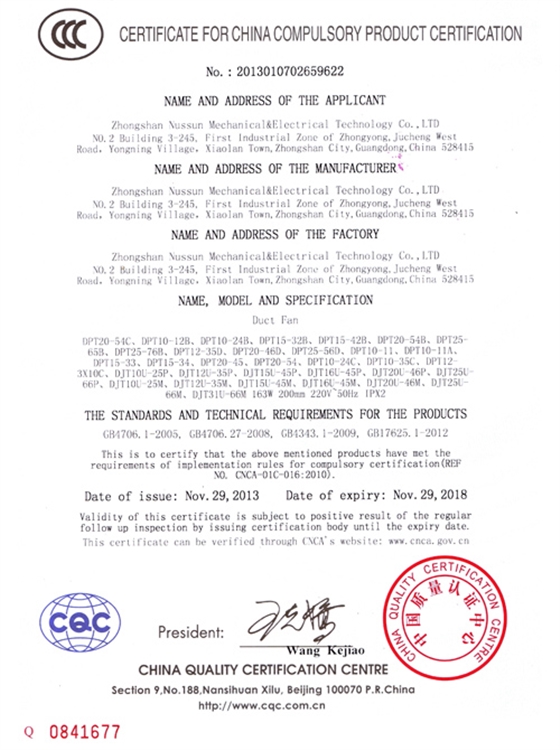 CCC
CERTIFICATE FOR CHINA COMPULSORY PRODUCT CERTIFICATION
No. : 2013010702659622
NAME AND ADDRESS OF THE APPLICANT
Zhongshan Nussun Mechanical&Electrical Technology Co.,LTD
NO.2 Building 3-245, First Industrial Zone of Zhongyong,Jucheng West
Road, Yongning Village, Xiaolan Town,Zhongshan City,Guangdong,China 528415
NAME AND ADDRESS OF THE MANUFACTURER
Zhongshan Nussun Mechanical&Electrical Technology Co.,LTD
NO.2 Building 3-245, First Industrial Zone of Zhongyong,Jucheng West
Road, Yongning Village, Xiaolan Town,Zhongshan City,Guangdong,China 528415
NAME AND ADDRESS OF THE FACTORY
Zhongshan Nussun Mechanical&Electrical Technology Co.,LTD
NO.2 Building 3-245, First Industrial Zone of Zhongyong,Jucheng West
Road, Yongning Village, Xiaolan Town,Zhongshan City,Guangdong,China 528415
NAME, MODEL AND SPECIFICATION
Duct Fan
DPT20-54C、DPT10-12B、DPT10-24B、DPT15-32B、DPT15-42B、DPT20-54B、DPT25-
65B、DPT25-76B、DPT12-35D、DPT20-46D、DPT25-56D、DPT10-11、DPT10-11A、
DPT15-33、DPT15-34、DPT20-45、DPT20-54、DPT10-24C、DPT10-35C、DPT12-
3X10C、DJT10U-25P、DJT12U-35P、DJT15U-45P、DJT16U-45P、DJT20U-46P、DJT25U-
66P、DJT10U-25M、DJT12U-35M、DJT15U-45M、DJT16U-45M、DJT20U-46M、DJT25U-
66M、DJT31U-66M 163W 200mm 220V~50Hz IPX2
THE STANDARDS AND TECHNICAL REQUIREMENTS FOR THE PRODUCTS
GB4706.1-2005, GB4706.27-2008, GB4343.1-2009, GB17625.1-2012
This is to certify that the above mentioned products have met the
requirements of implementation rules for compulsory certification(REF
NO. CNCA-01C-016:2010).
Date of issue: Nov.29,2013 Date of expiry: Nov.29,2018
Validity of this certificate is subject to positive result of the regular
follow up inspection by issuing certification body until the expiry date.
This certificate can be verified through CNCA's website: www.cnca.gov.cn
CQC
President:
Wang Kejiao
CHINA QUALITY CERTIFICATION CENTRE
中国质量认证中心
CHINA QUALITY CERTIFICATION CENTRE
Section 9,No.188,Nansihuan Xilu, Beijing 100070 P.R.China
http://www.cqc.com.cn
Q 0841677